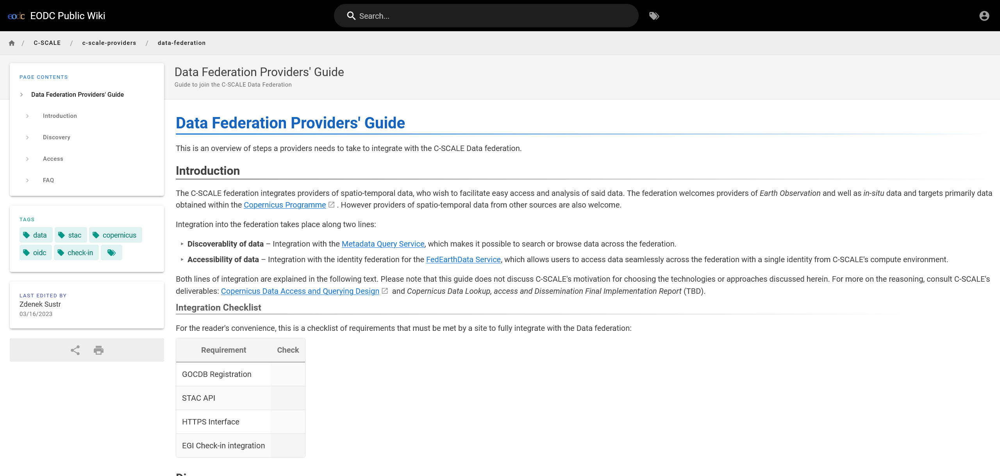 eodc EODC Public Wiki
Search...
/ C-SCALE / c-scale-providers / data-federation
PAGE CONTENTS
Data Federation Providers' Guide
Introduction
Discovery
Access
FAQ
TAGS
data stac copernicus
oidc check-in
LAST EDITED BY
Zdenek Sustr
03/16/2023
Data Federation Providers' Guide
Guide to join the C-SCALE Data Federation
Data Federation Providers' Guide
This is an overview of steps a providers needs to take to integrate with the C-SCALE Data federation.
Introduction
The C-SCALE federation integrates providers of spatio-temporal data, who wish to facilitate easy access and analysis of said data. The federation welcomes providers of Earth Observation and well as in-situ data and targets primarily data
obtained within the Copernicus Programme . However providers of spatio-temporal data from other sources are also welcome.
Integration into the federation takes place along two lines:
‣ Discoverablity of data – Integration with the Metadata Query Service, which makes it possible to search or browse data across the federation.
‣ Accessibility of data – Integration with the identity federation for the FedEarthData Service, which allows users to access data seamlessly across the federation with a single identity from C-SCALE's compute environment.
Both lines of integration are explained in the following text. Please note that this guide does not discuss C-SCALE's motivation for choosing the technologies or approaches discussed herein. For more on the reasoning, consult C-SCALE's
deliverables: Copernicus Data Access and Querying Design and Copernicus Data Lookup, access and Dissemination Final Implementation Report (TBD).
Integration Checklist
For the reader's convenience, this is a checklist of requirements that must be met by a site to fully integrate with the Data federation:
Requirement Check
GOCDB Registration
STAC API
HTTPS Interface
EGI Check-in integration